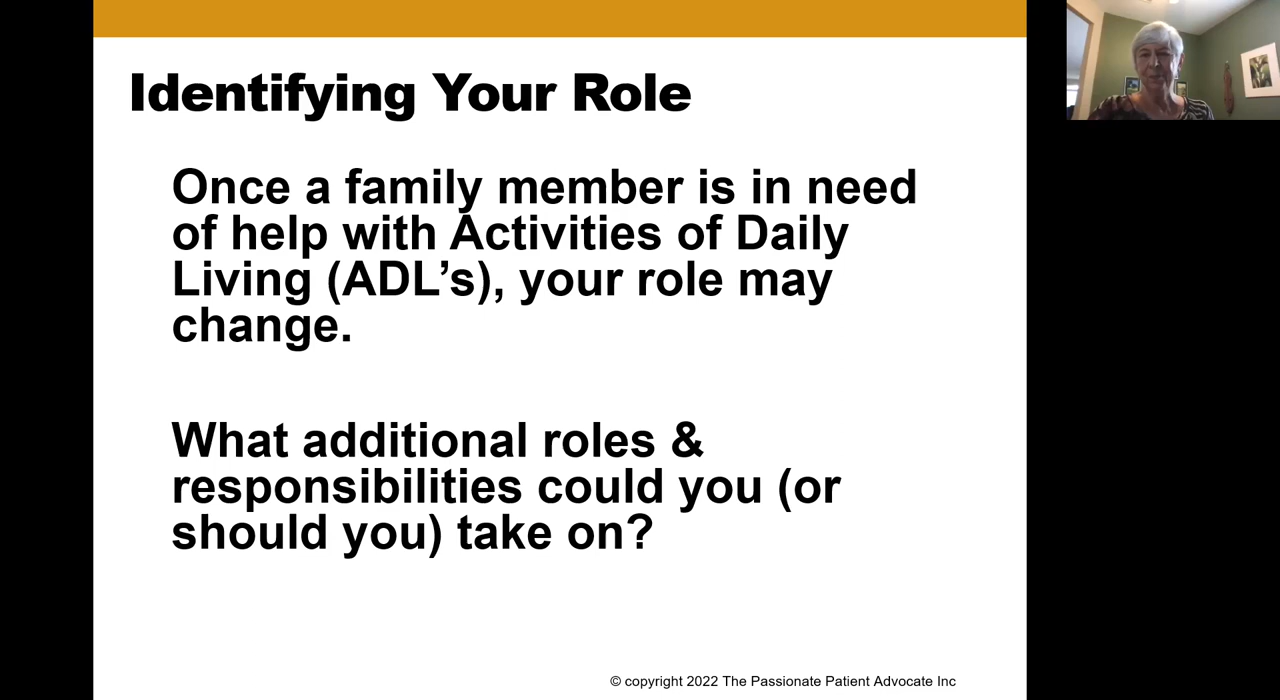 Identifying Your Role
Once a family member is in need
of help with Activities of Daily
Living (ADL’s), your role may
change.
What additional roles &
responsibilities could you (or
should you) take on?
© copyright 2022 The Passionate Patient Advocate Inc